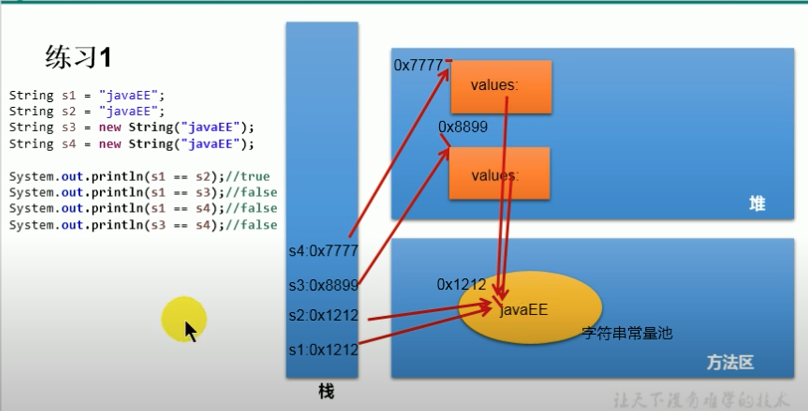 练习1
String s1 = "javaEE";
String s2 = "javaEE";
String s3 = new String("javaEE");
String s4 = new String("javaEE");
System.out.println(s1 == s2);//true
System.out.println(s1 == s3);//false
System.out.println(s1 == s4);//false
System.out.println(s3 == s4);//false
s4:0x7777
s3:0x8899
s2:0x1212
s1:0x1212
栈
0x7777
values:
0x8899
values:
堆
0x1212
javaEE
字符串常量池
方法区
让天下没有难学的技术